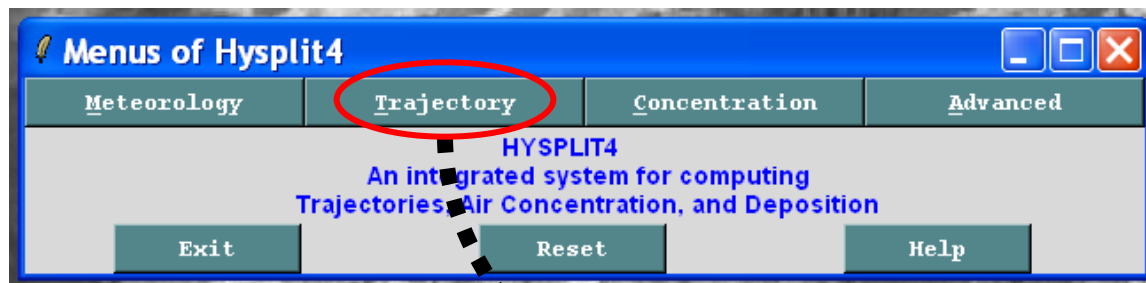 Menus of Hysplit4
Meteorology Trajectory Concentration Advanced
HYSPLIT4
An integrated system for computing
Trajectories, Air Concentration, and Deposition
Exit Reset Help